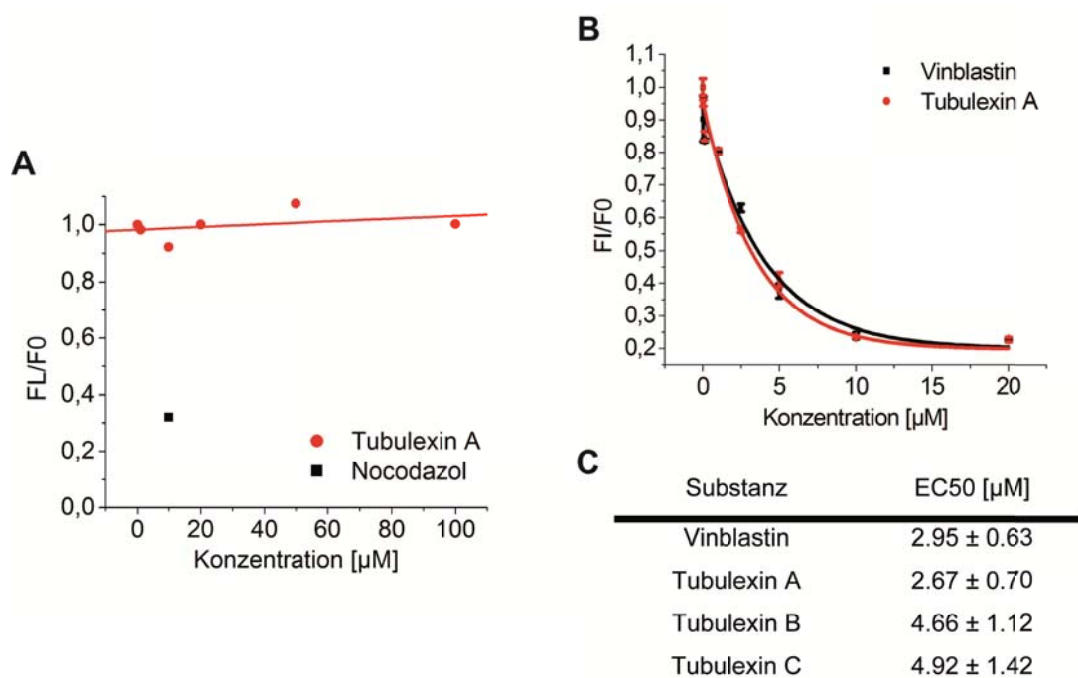 A
FL/F0
1,0
0,8
0,6
0,4
0,2
0,0
0 20 40 60 80 100
Konzentration [µM]
Tubulexin A
Nocodazol
B
FI/F0
1,1
1,0
0,9
0,8
0,7
0,6
0,5
0,4
0,3
0,2
0 5 10 15 20
Konzentration [µM]
Vinblastin
Tubulexin A
C
Substanz EC50 [µM]
Vinblastin 2.95 ± 0.63
Tubulexin A 2.67 ± 0.70
Tubulexin B 4.66 ± 1.12
Tubulexin C 4.92 ± 1.42